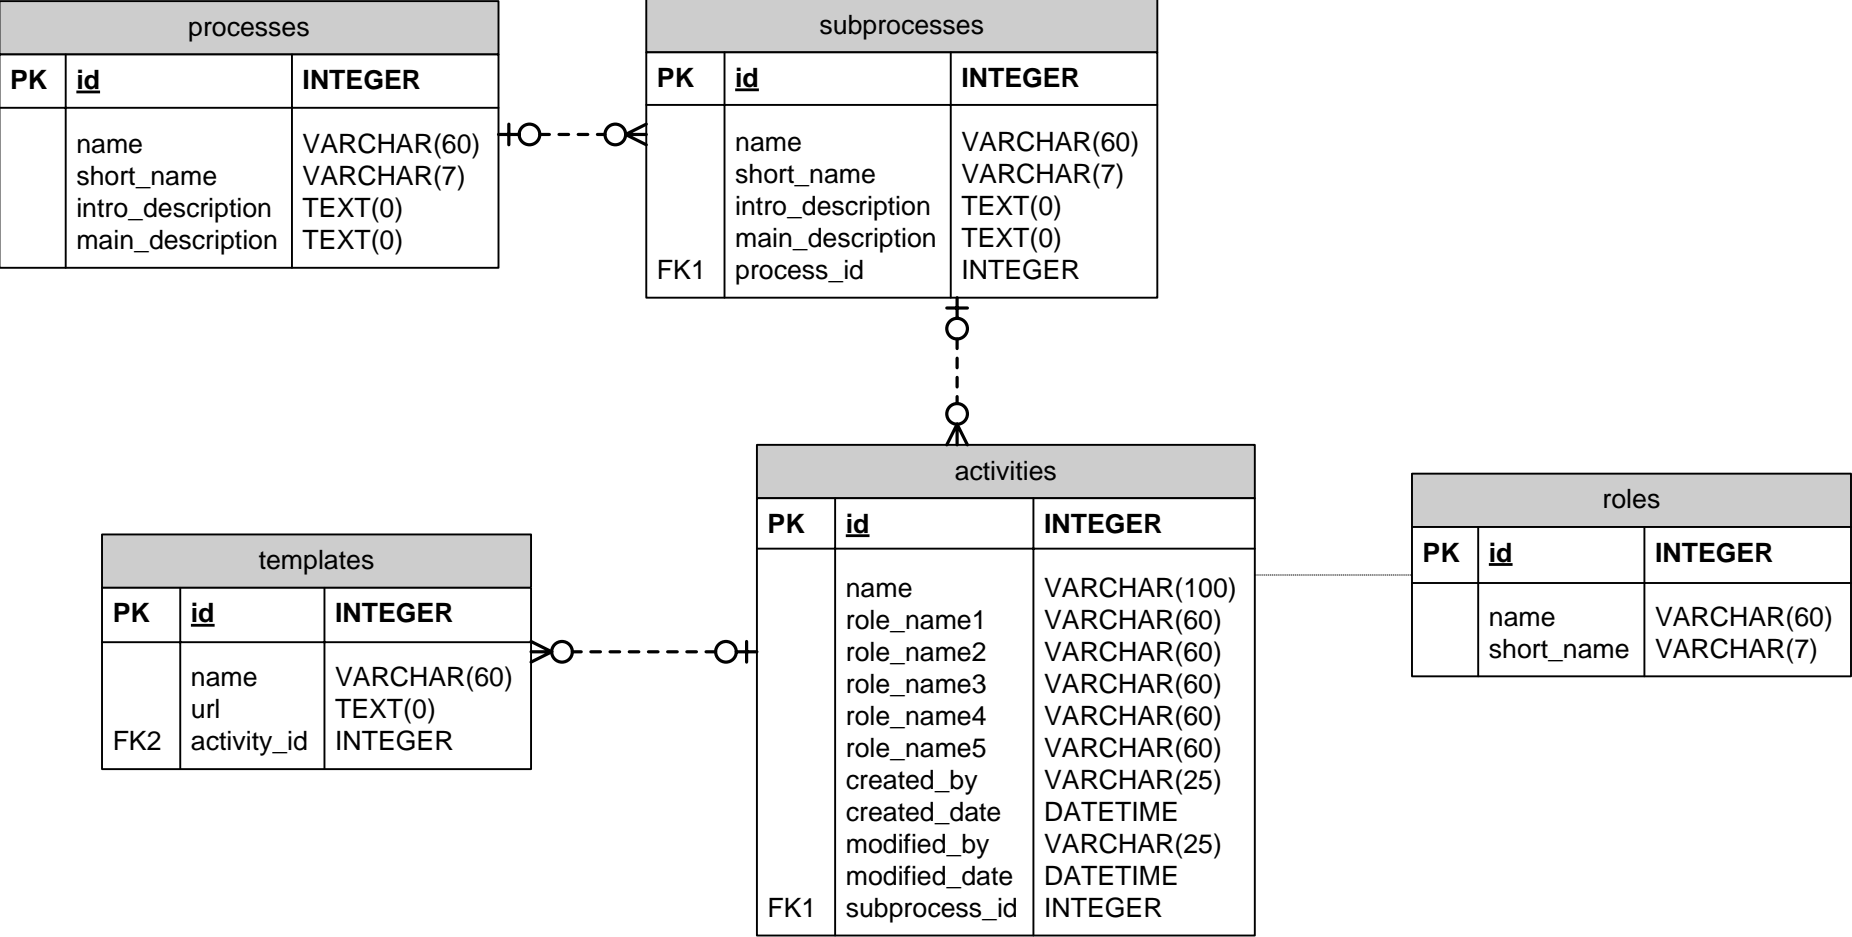 processes
PK id INTEGER
name VARCHAR(60)
short_name VARCHAR(7)
intro_description TEXT(0)
main_description TEXT(0)
subprocesses
PK id INTEGER
name VARCHAR(60)
short_name VARCHAR(7)
intro_description TEXT(0)
main_description TEXT(0)
FK1 process_id INTEGER
activities
PK id INTEGER
name VARCHAR(100)
role_name1 VARCHAR(60)
role_name2 VARCHAR(60)
role_name3 VARCHAR(60)
role_name4 VARCHAR(60)
role_name5 VARCHAR(60)
created_by VARCHAR(25)
created_date DATETIME
modified_by VARCHAR(25)
modified_date DATETIME
FK1 subprocess_id INTEGER
roles
PK id INTEGER
name VARCHAR(60)
short_name VARCHAR(7)
templates
PK id INTEGER
name VARCHAR(60)
url TEXT(0)
FK2 activity_id INTEGER